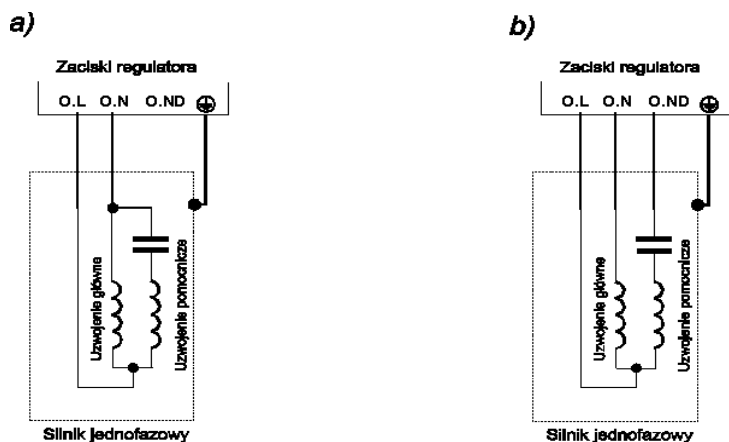 a)
Zaciski regulatora
O.L O.N O.ND
Uzwojenie główne
Uzwojenie pomocnicze
Silnik jednofazowy
b)
Zaciski regulatora
O.L O.N O.ND
Uzwojenie główne
Uzwojenie pomocnicze
Silnik jednofazowy